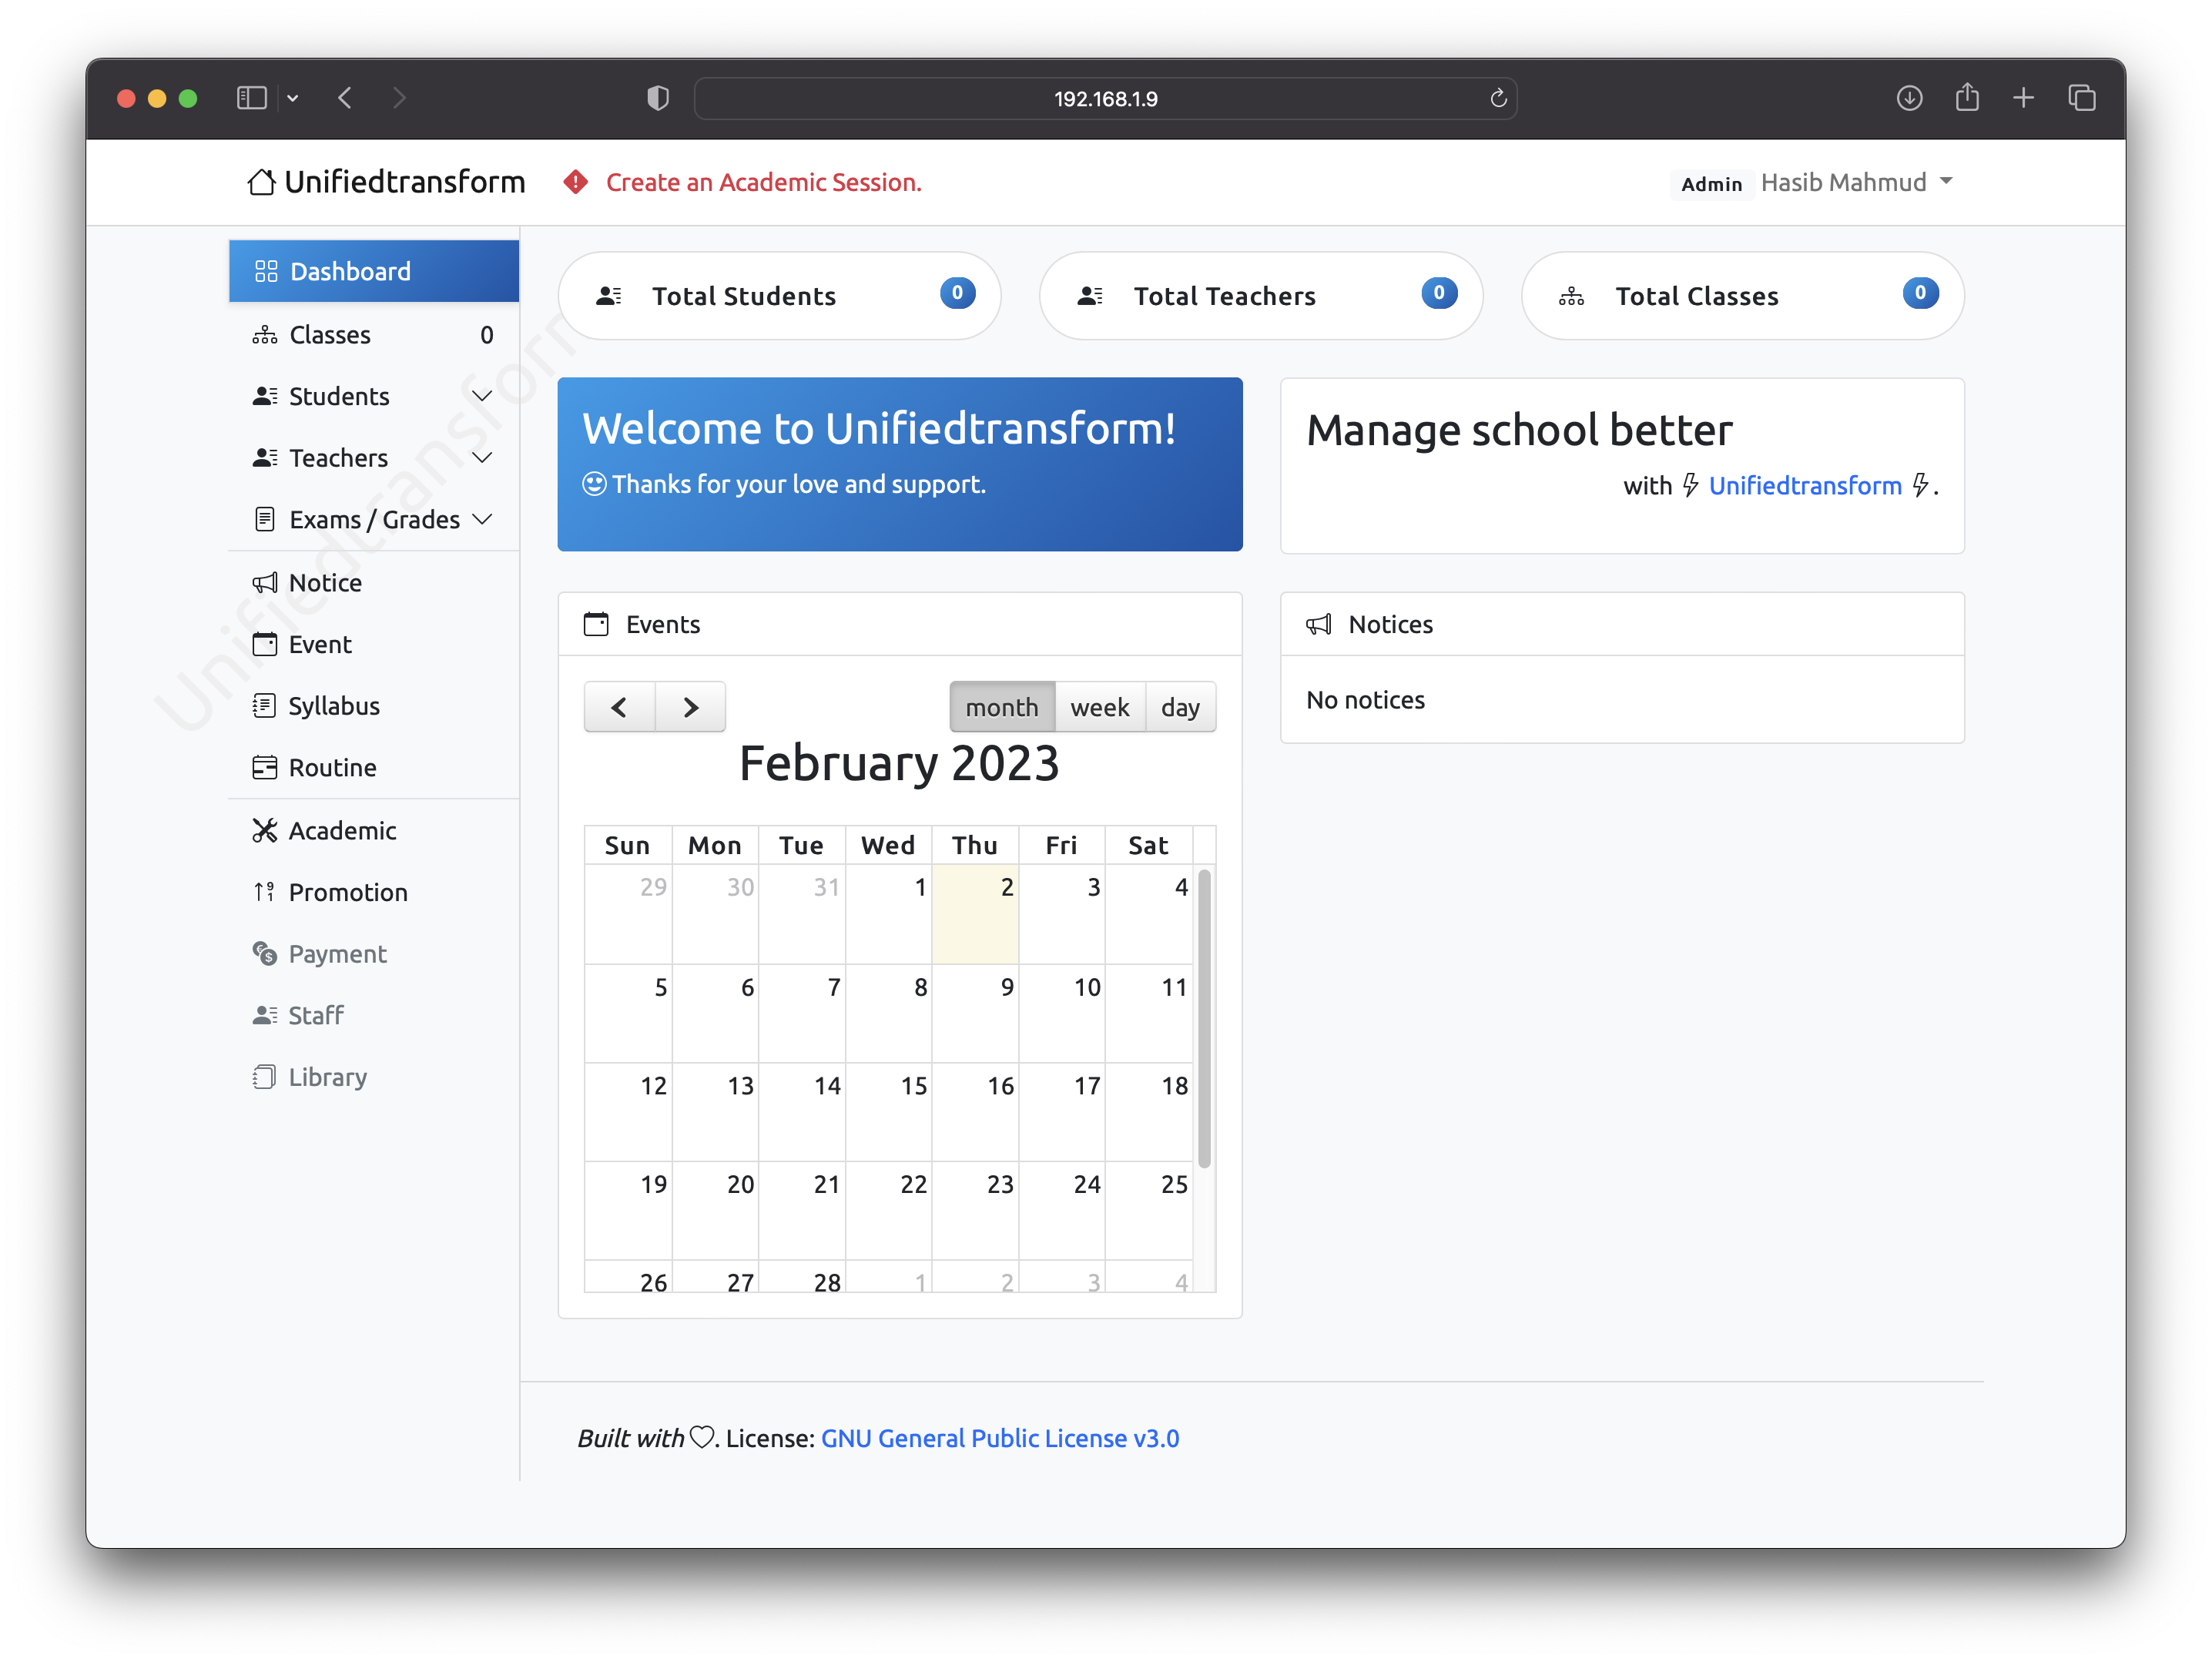 192.168.1.9
Unifiedtransform
Create an Academic Session.
Admin Hasib Mahmud
Dashboard
Classes 0
Students
Teachers
Exams / Grades
Notice
Event
Syllabus
Routine
Academic
Promotion
Payment
Staff
Library
Unifiedtransform
Total Students 0
Total Teachers 0
Total Classes 0
Welcome to Unifiedtransform!
Thanks for your love and support.
Manage school better
with Unifiedtransform .
Events
month week day
February 2023
Sun Mon Tue Wed Thu Fri Sat
29 30 31 1 2 3 4
5 6 7 8 9 10 11
12 13 14 15 16 17 18
19 20 21 22 23 24 25
26 27 28 1 2 3 4
Notices
No notices
Built with . License: GNU General Public License v3.0